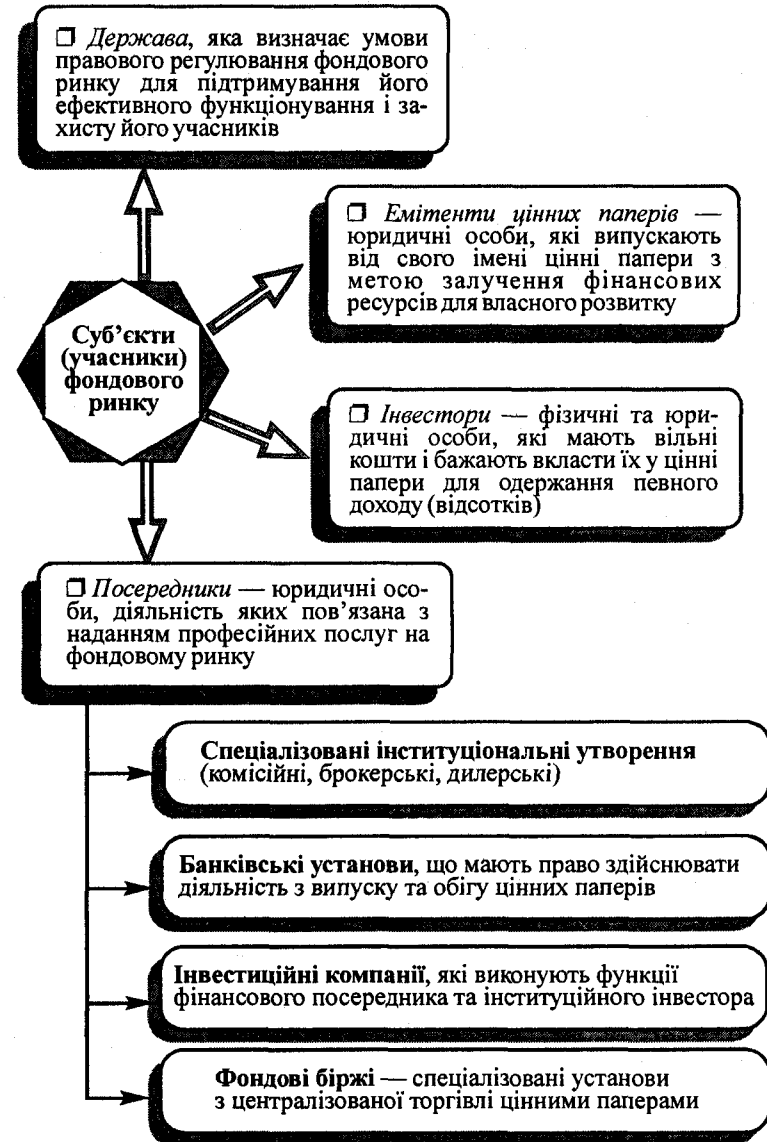 ❒ Держава, яка визначає умови
правового регулювання фондового
ринку для підтримування його
ефективного функціонування і за-
хисту його учасників
❒ Емітенти цінних паперів —
юридичні особи, які випускають
від свого імені цінні папери з
метою залучення фінансових
ресурсів для власного розвитку
Суб’єкти
(учасники)
фондового
ринку
❒ Інвестори — фізичні та юри-
дичні особи, які мають вільні
кошти і бажають вкласти їх у цінні
папери для одержання певного
доходу (відсотків)
❒ Посередники — юридичні осо-
би, діяльність яких пов’язана з
наданням професійних послуг на
фондовому ринку
Спеціалізовані інституціональні утворення
(комісійні, брокерські, дилерські)
Банківські установи, що мають право здійснювати
діяльність з випуску та обігу цінних паперів
Інвестиційні компанії, які виконують функції
фінансового посередника та інституційного інвестора
Фондові біржі — спеціалізовані установи
з централізованої торгівлі цінними паперами